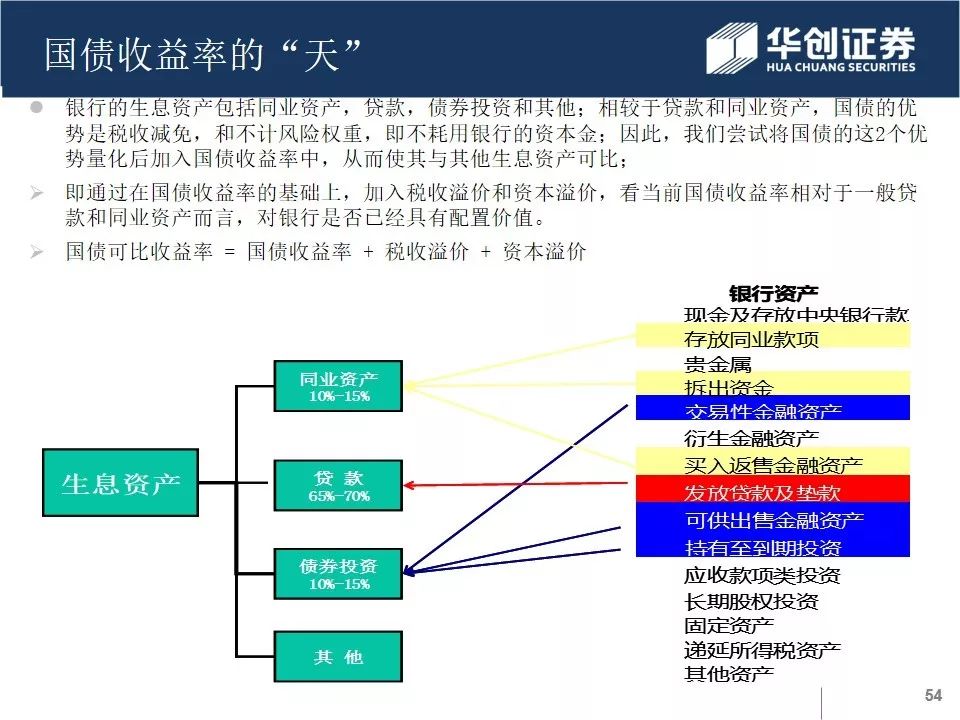 国债收益率的“天”
华创证券
HUA CHUANG SECURITIES
银行的生息资产包括同业资产，贷款，债券投资和其他；相较于贷款和同业资产，国债的优
势是税收减免，和不计风险权重，即不耗用银行的资本金；因此，我们尝试将国债的这2个优
势量化后加入国债收益率中，从而使其与其他生息资产可比；
即通过在国债收益率的基础上，加入税收溢价和资本溢价，看当前国债收益率相对于一般贷
款和同业资产而言，对银行是否已经具有配置价值。
国债可比收益率 = 国债收益率 + 税收溢价 + 资本溢价
生息资产
同业资产
10%-15%
贷 款
65%-70%
债券投资
10%-15%
其 他
银行资产
现金及存放中央银行款
存放同业款项
贵金属
拆出资金
交易性金融资产
衍生金融资产
买入返售金融资产
发放贷款及垫款
可供出售金融资产
持有至到期投资
应收款项类投资
长期股权投资
固定资产
递延所得税资产
其他资产
54